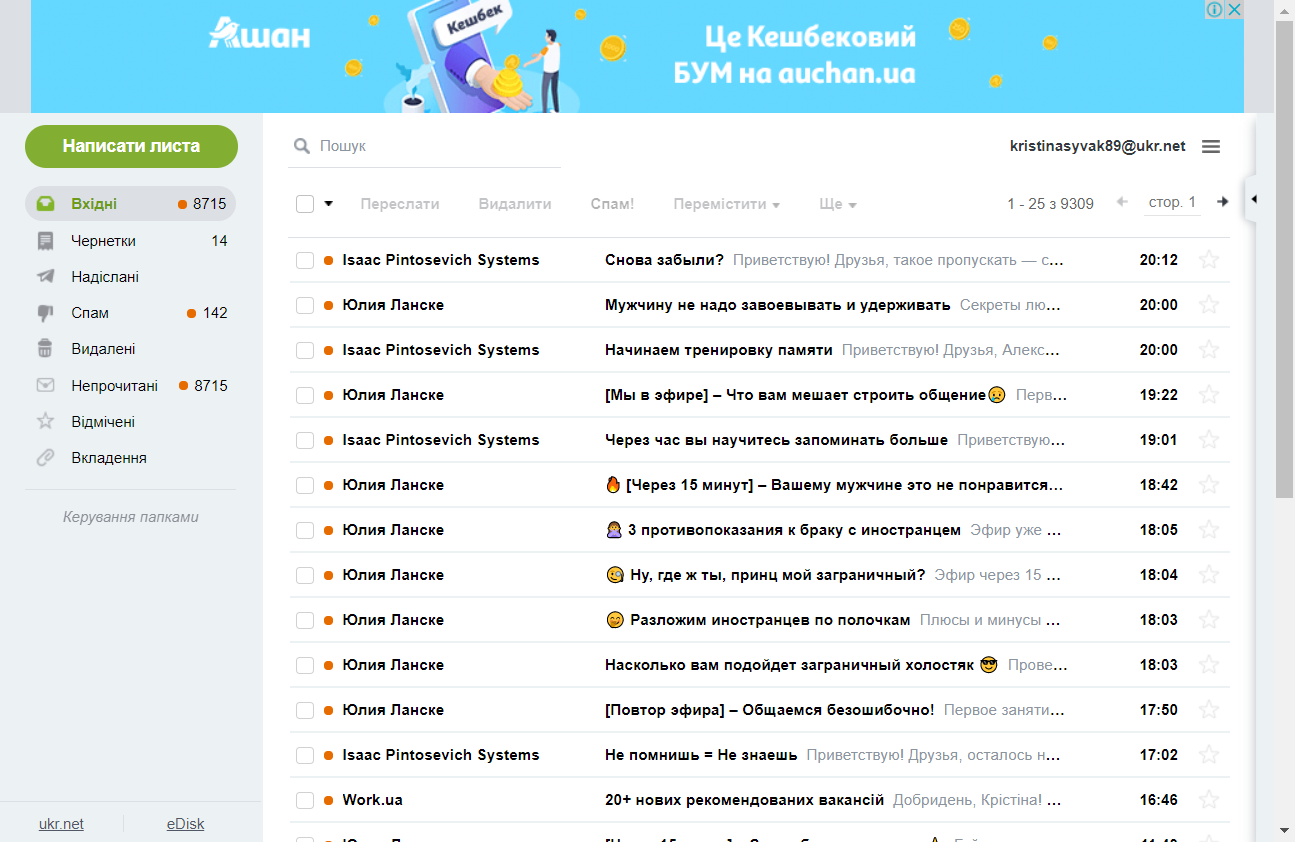 Ашан
Кешбек
Це Кешбековий
БУМ на auchan.ua
Написати листа
Вхідні 8715
Чернетки 14
Надіслані
Спам 142
Видалені
Непрочитані 8715
Відмічені
Вкладення
Керування папками
ukr.net eDisk
Пошук
kristinasyvak89@ukr.net
Переслати Видалити Спам! Перемістити Ще 1 - 25 з 9309 стор. 1
Isaac Pintosevich Systems Снова забыли? Приветствую! Друзья, такое пропускать — с... 20:12
Юлия Ланске Мужчину не надо завоевывать и удерживать Секреты лю... 20:00
Isaac Pintosevich Systems Начинаем тренировку памяти Приветствую! Друзья, Алекс... 20:00
Юлия Ланске [Мы в эфире] – Что вам мешает строить общение😥 Перв... 19:22
Isaac Pintosevich Systems Через час вы научитесь запоминать больше Приветствую... 19:01
Юлия Ланске 🔥 [Через 15 минут] – Вашему мужчине это не понравится... 18:42
Юлия Ланске 🙅 3 противопоказания к браку с иностранцем Эфир уже ... 18:05
Юлия Ланске 🧐 Ну, где ж ты, принц мой заграничный? Эфир через 15 ... 18:04
Юлия Ланске 😊 Разложим иностранцев по полочкам Плюсы и минусы ... 18:03
Юлия Ланске Насколько вам подойдет заграничный холостяк 😎 Прове... 18:03
Юлия Ланске [Повтор эфира] – Общаемся безошибочно! Первое заняти... 17:50
Isaac Pintosevich Systems Не помнишь = Не знаешь Приветствую! Друзья, осталось н... 17:02
Work.ua 20+ нових рекомендованих вакансій Добридень, Крістіна! ... 16:46